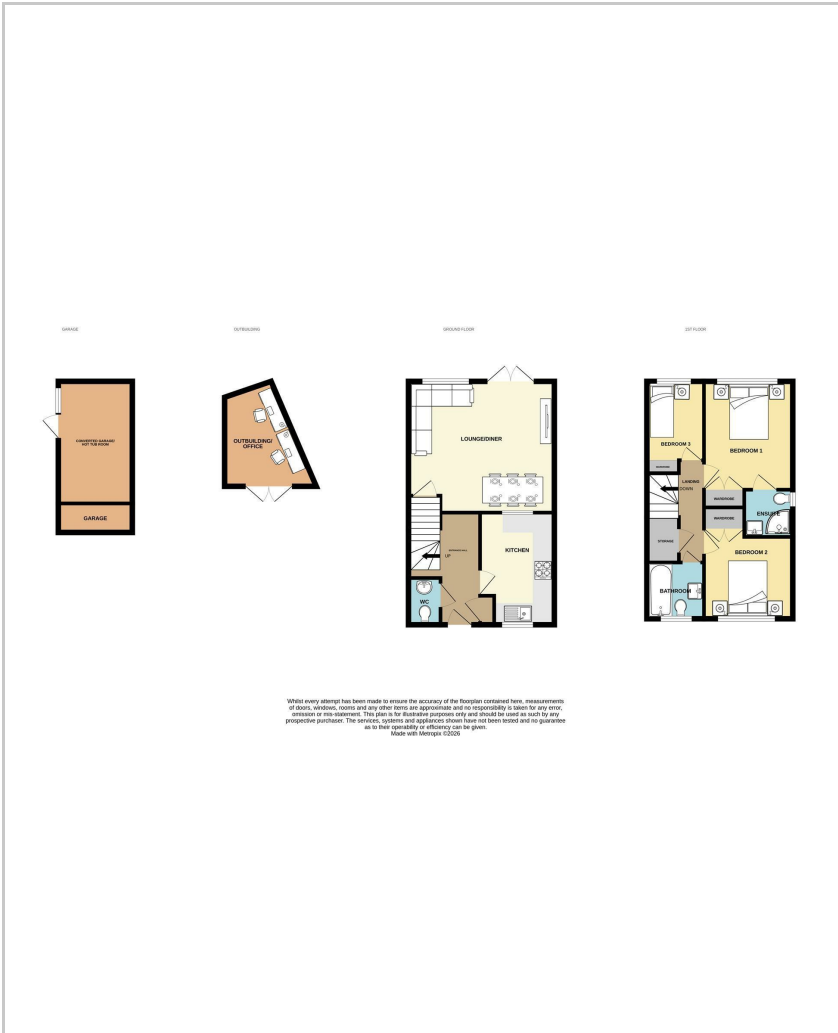 GARAGE
OUTBUILDING
GROUND FLOOR
1ST FLOOR
CONVERTED GARAGE/
HOT TUB ROOM
GARAGE
OUTBUILDING/
OFFICE
LOUNGE/DINER
UP
KITCHEN
WC
BEDROOM 3
BEDROOM 1
LANDING
DOWN
WARDROBE
WARDROBE
ENSUITE
STORAGE
BEDROOM 2
BATHROOM
Whilst every attempt has been made to ensure the accuracy of the floorplan contained here, measurements
of doors, windows, rooms and any other items are approximate and no responsibility is taken for any error,
omission or mis-statement. This plan is for illustrative purposes only and should be used as such by any
prospective purchaser. The services, systems and appliances shown have not been tested and no guarantee
as to their operability or efficiency can be given.
Made with Metropix ©2026